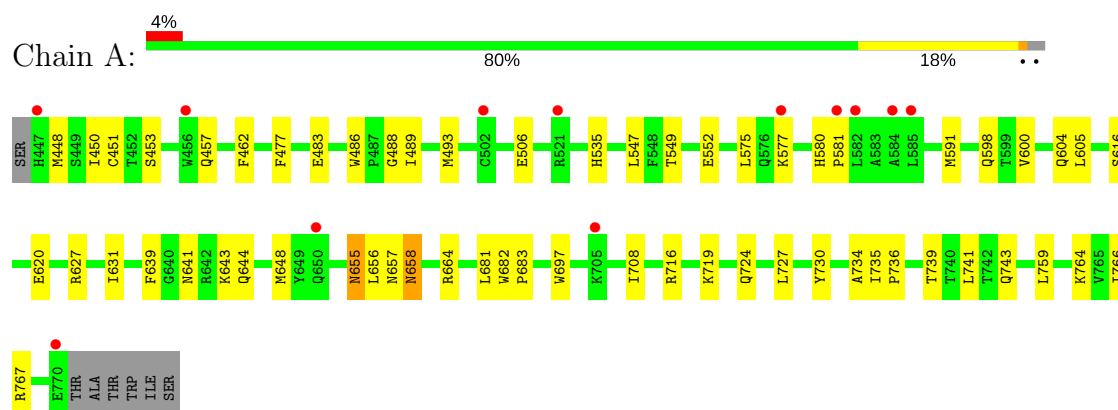 4%
Chain A:
80% 18% • •
SER H447 M448 S449 I450 C451 T452 S453 W456 Q457 F462 F477 E483 W486 P487 G488 I489 M493 C502 E506 R521 H535 L547 F548 T549 E552 L575 Q576 K577 H580 P581 L582 A583 A584 L585 M591 Q598 T599 V600 Q604 L605 S616
E620 R627 I631 F639 G640 N641 R642 K643 Q644 M648 Y649 Q650 N655 L656 N657 N658 R664 L681 W682 P683 W697 K705 I708 R716 K719 Q724 L727 Y730 A734 I735 P736 T739 T740 L741 T742 Q743 L759 K764 V765 I766
R767 E770 THR ALA THR TRP ILE SER